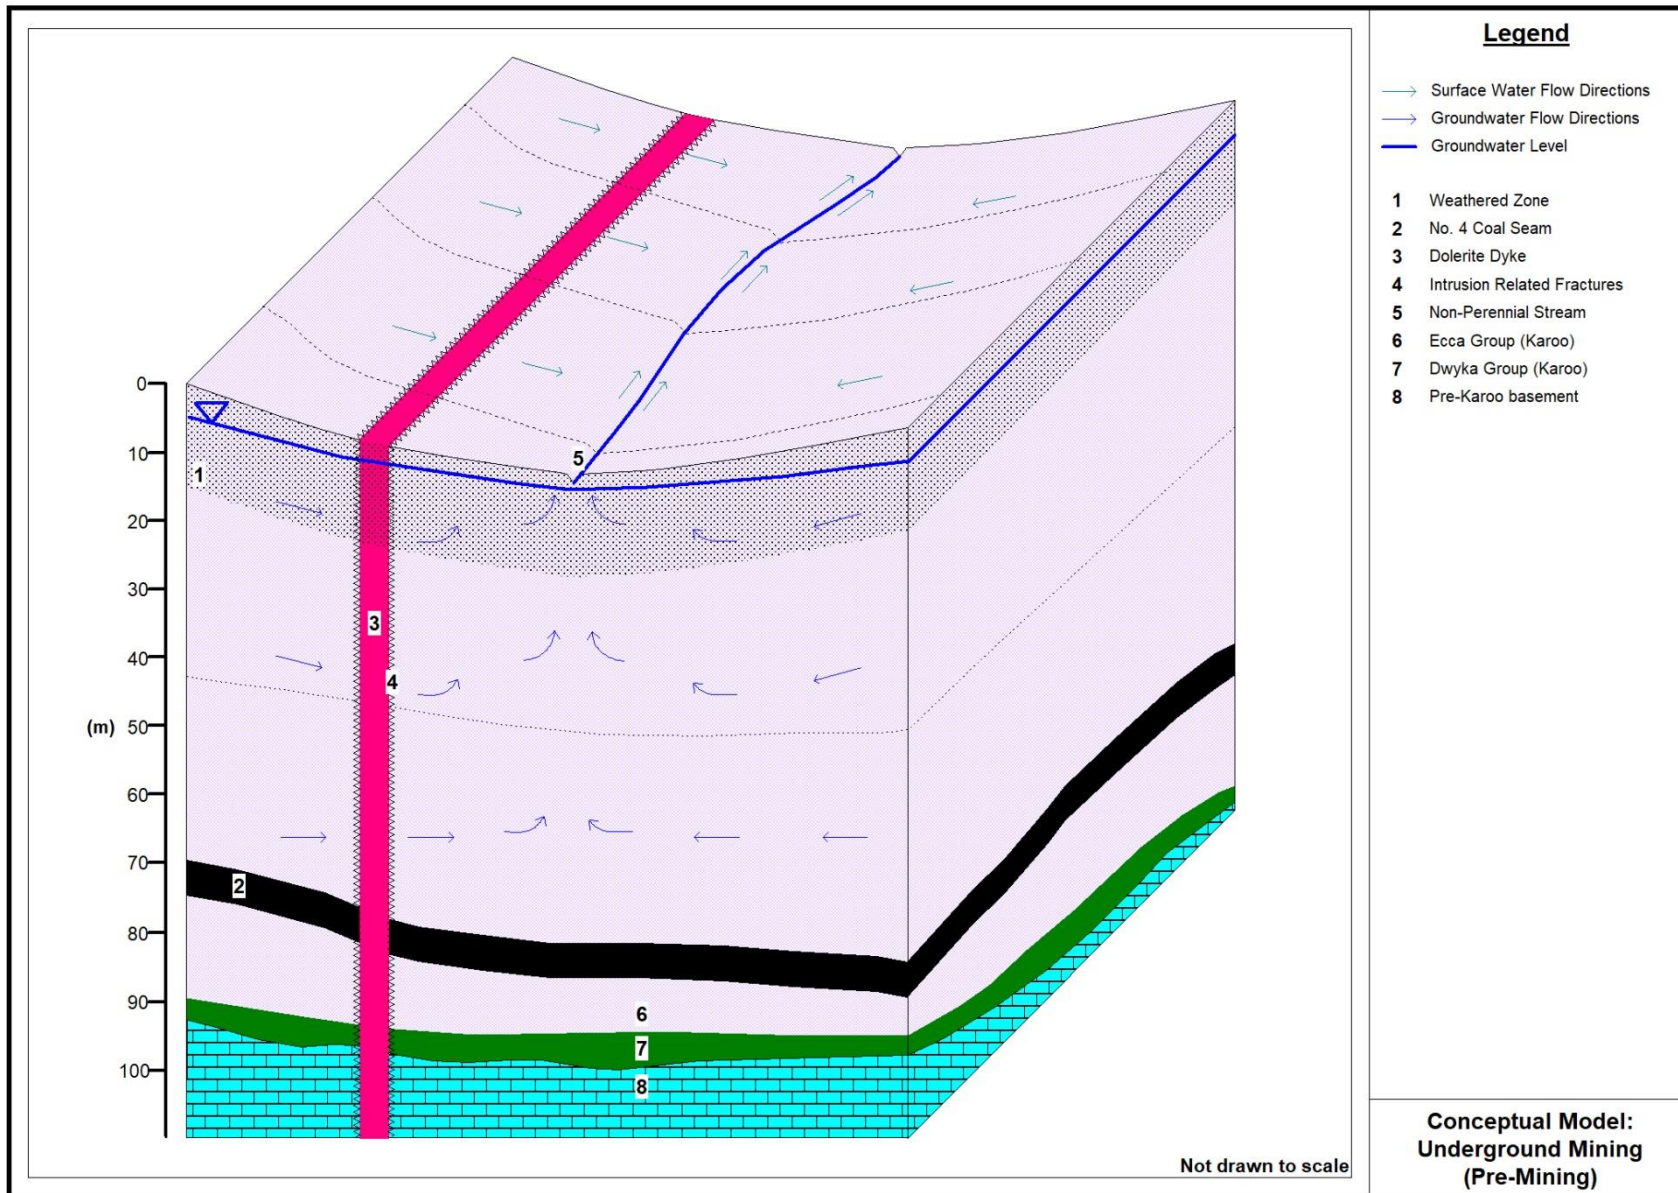 Legend
Surface Water Flow Directions
Groundwater Flow Directions
Groundwater Level
1 Weathered Zone
2 No. 4 Coal Seam
3 Dolerite Dyke
4 Intrusion Related Fractures
5 Non-Perennial Stream
6 Ecca Group (Karoo)
7 Dwyka Group (Karoo)
8 Pre-Karoo basement
0
10
20
30
40
(m) 50
60
70
80
90
100
1
2
3
4
5
6
7
8
Not drawn to scale
Conceptual Model:
Underground Mining
(Pre-Mining)